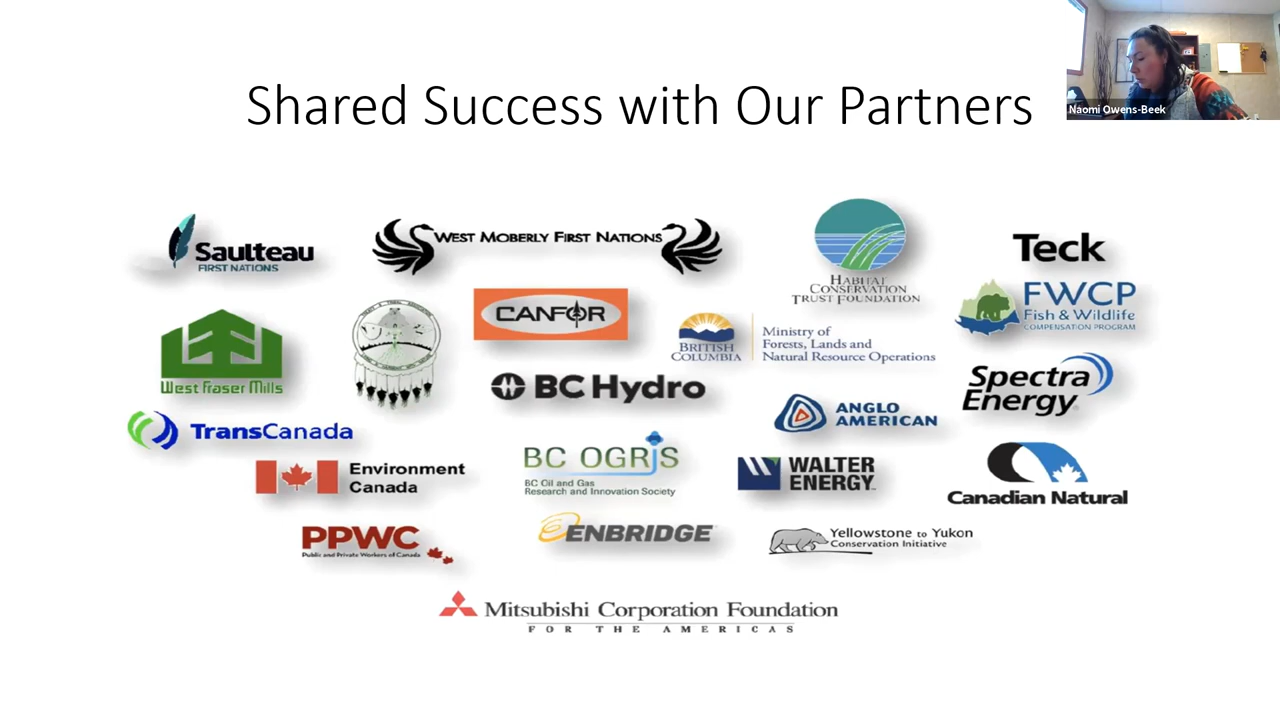 Shared Success with Our Partners
Naomi Owens-Beek
Saulteau
FIRST NATIONS
WEST MOBERLY FIRST NATIONS
HABITAT
CONSERVATION
TRUST FOUNDATION
Teck
FWCP
Fish & Wildlife
COMPENSATION PROGRAM
West Fraser Mills
CANFOR
BRITISH
COLUMBIA
Ministry of
Forests, Lands and
Natural Resource Operations
BC Hydro
Spectra
Energy
TransCanada
ANGLO
AMERICAN
Environment
Canada
BC OGRIS
BC Oil and Gas
Research and Innovation Society
WALTER
ENERGY
Canadian Natural
PPWC
Public and Private Workers of Canada
ENBRIDGE
Yellowstone to Yukon
Conservation Initiative
Mitsubishi Corporation Foundation
FOR THE AMERICAS